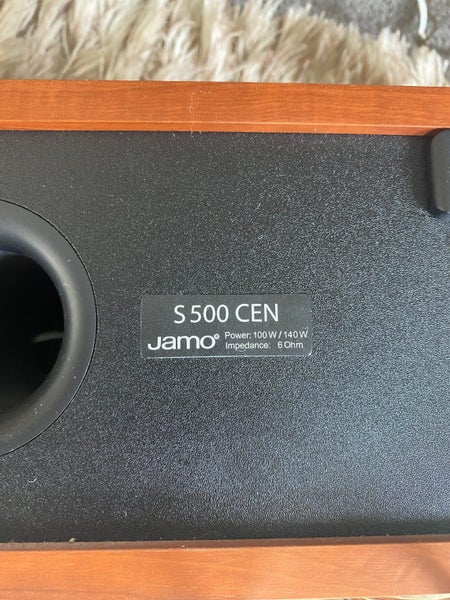 S 500 CEN
Jamo® Power: 100 W / 140 W
Impedance: 6 Ohm